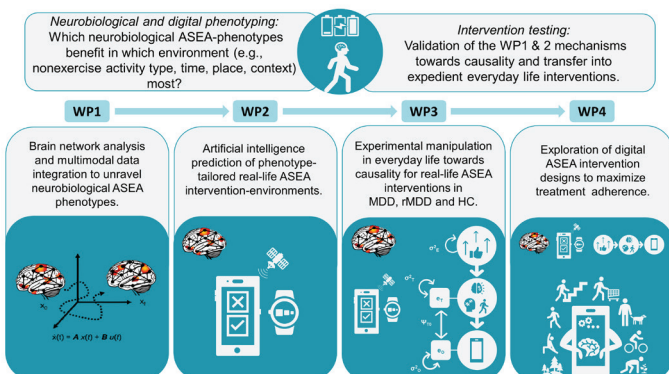 Neurobiological and digital phenotyping:
Which neurobiological ASEA-phenotypes
benefit in which environment (e.g.,
nonexercise activity type, time, place, context)
most?
Intervention testing:
Validation of the WP1 & 2 mechanisms
towards causality and transfer into
expedient everyday life interventions.
WP1
WP2
WP3
WP4
Brain network analysis
and multimodal data
integration to unravel
neurobiological ASEA
phenotypes.
x₀
x₁
ẋ(t) = A x(t) + B u(t)
Artificial intelligence
prediction of phenotype-
tailored real-life ASEA
intervention-environments.
Experimental manipulation
in everyday life towards
causality for real-life ASEA
interventions in
MDD, rMDD and HC.
Exploration of digital
ASEA intervention
designs to maximize
treatment adherence.